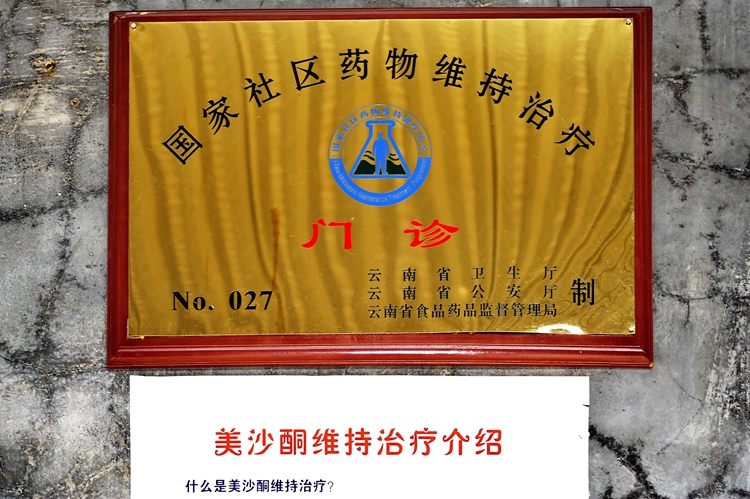 国家社区药物维持治疗
门 诊
No. 027
云南省卫生厅
云南省公安厅
云南省食品药品监督管理局
制
美沙酮维持治疗介绍
什么是美沙酮维持治疗?